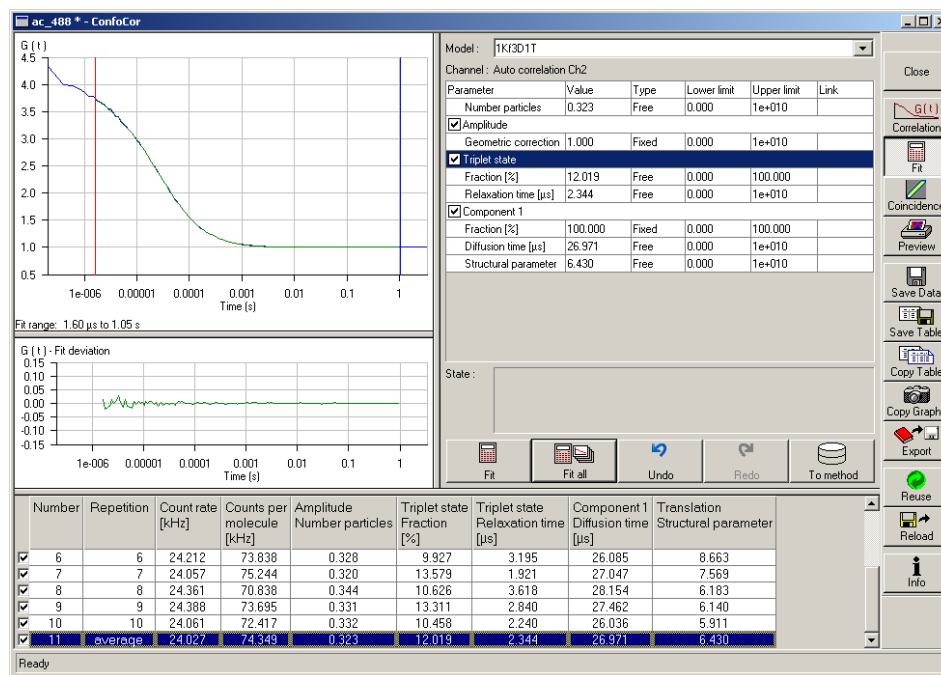 ac_488 * - ConfoCor
G ( t )
4.5
4.0
3.5
3.0
2.5
2.0
1.5
1.0
0.5
1e-006 0.00001 0.0001 0.001 0.01 0.1 1
Time (s)
Fit range: 1.60 µs to 1.05 s
G ( t ) - Fit deviation
0.15
0.10
0.05
0.00
-0.05
-0.10
-0.15
1e-006 0.00001 0.0001 0.001 0.01 0.1 1
Time (s)
Model : 1Kf3D1T
Channel : Auto correlation Ch2
Parameter Value Type Lower limit Upper limit Link
Number particles 0.323 Free 0.000 1e+010
Amplitude
Geometric correction 1.000 Fixed 0.000 1e+010
Triplet state
Fraction [%] 12.019 Free 0.000 100.000
Relaxation time [µs] 2.344 Free 0.000 1e+010
Component 1
Fraction [%] 100.000 Fixed 0.000 100.000
Diffusion time [µs] 26.971 Free 0.000 1e+010
Structural parameter 6.430 Free 0.000 1e+010
State :
Fit Fit all Undo Redo To method
Close
G(t)
Correlation
Fit
Coincidence
Preview
Save Data
Save Table
Copy Table
Copy Graph
Export
Reuse
Reload
Info
Number Repetition Count rate Counts per Amplitude Triplet state Triplet state Component 1 Translation
[kHz] molecule Number particles Fraction Relaxation time Diffusion time Structural parameter
[kHz] [%] [µs] [µs]
6 6 24.212 73.838 0.328 9.927 3.195 26.085 8.663
7 7 24.057 75.244 0.320 13.579 1.921 27.047 7.569
8 8 24.361 70.838 0.344 10.626 3.618 28.154 6.183
9 9 24.388 73.695 0.331 13.311 2.840 27.462 6.140
10 10 24.061 72.417 0.332 10.458 2.240 26.036 5.911
11 average 24.027 74.349 0.323 12.019 2.344 26.971 6.430
Ready